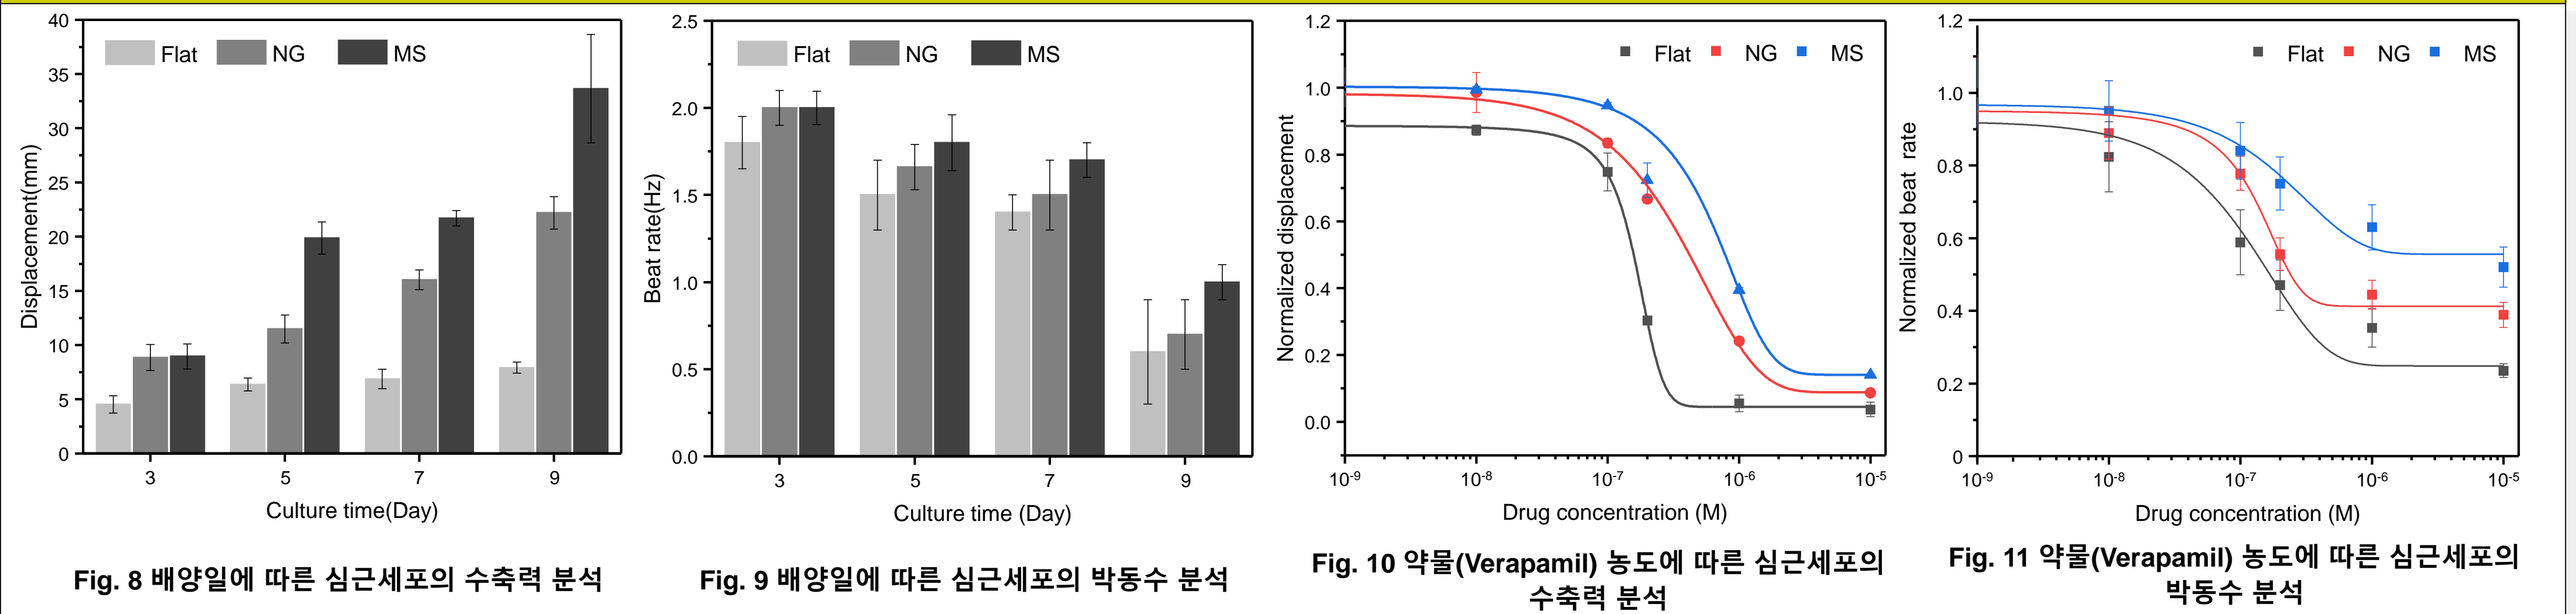 40
35
30
25
20
15
10
5
0
Displacement(mm)
Flat NG MS
3 5 7 9
Culture time(Day)
Fig. 8 배양일에 따른 심근세포의 수축력 분석
2.5
2.0
1.5
1.0
0.5
0.0
Beat rate(Hz)
Flat NG MS
3 5 7 9
Culture time (Day)
Fig. 9 배양일에 따른 심근세포의 박동수 분석
1.2
1.0
0.8
0.6
0.4
0.2
0.0
Normalized displacement
Flat NG MS
10⁻⁹ 10⁻⁸ 10⁻⁷ 10⁻⁶ 10⁻⁵
Drug concentration (M)
Fig. 10 약물(Verapamil) 농도에 따른 심근세포의
수축력 분석
1.2
1.0
0.8
0.6
0.4
0.2
0
Normalized beat rate
Flat NG MS
10⁻⁹ 10⁻⁸ 10⁻⁷ 10⁻⁶ 10⁻⁵
Drug concentration (M)
Fig. 11 약물(Verapamil) 농도에 따른 심근세포의
박동수 분석